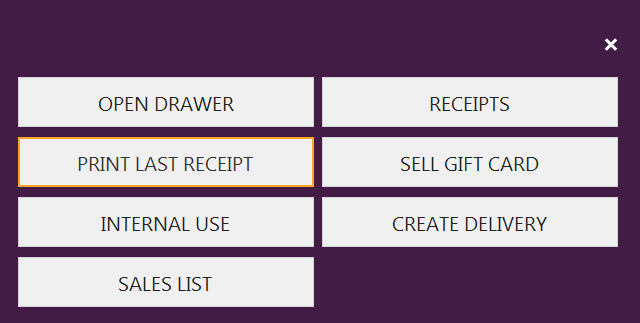 OPEN DRAWER
RECEIPTS
PRINT LAST RECEIPT
SELL GIFT CARD
INTERNAL USE
CREATE DELIVERY
SALES LIST